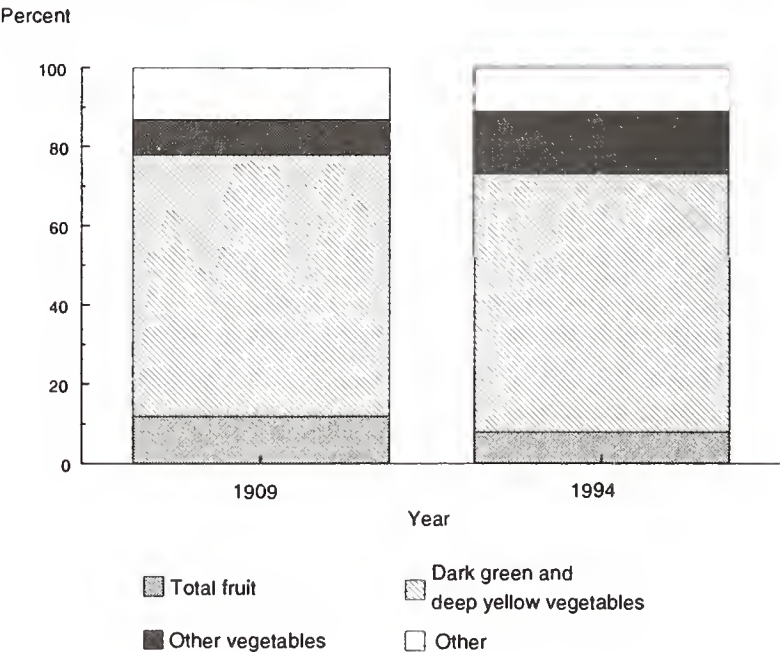 Percent
100
80
60
40
20
0
1909
1994
Year
Total fruit
Dark green and
deep yellow vegetables
Other vegetables
Other